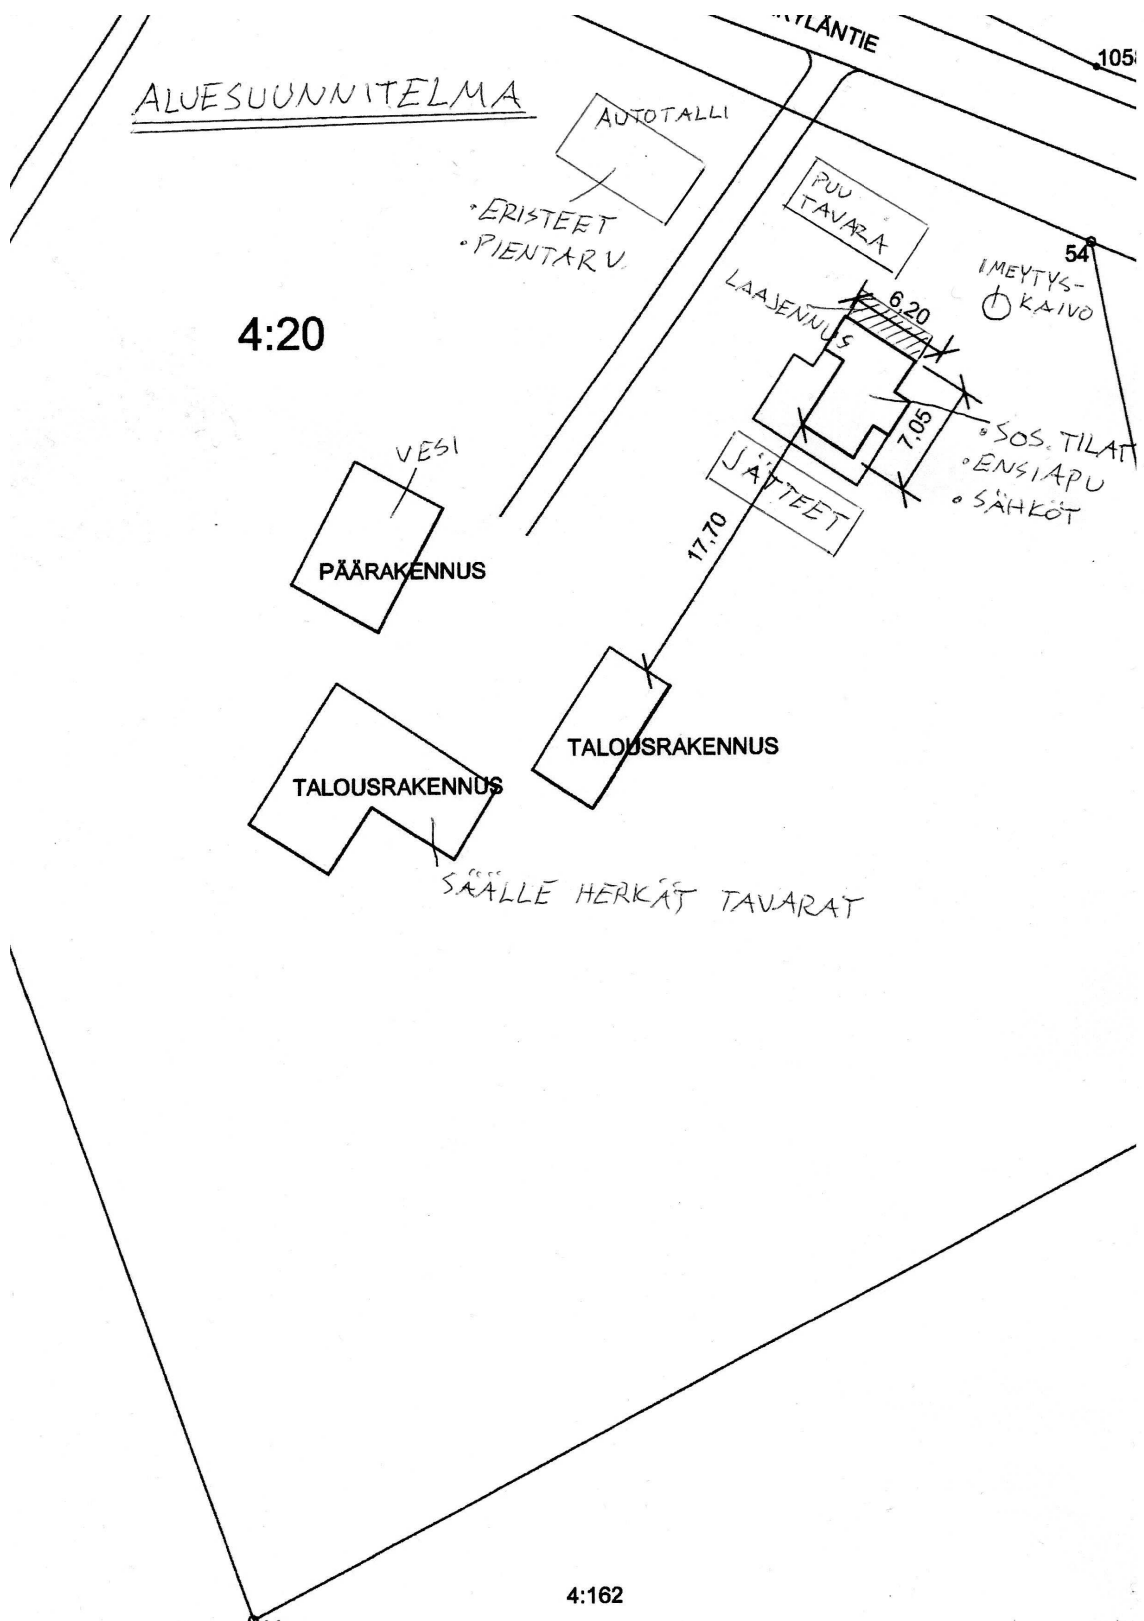 ALUESUUNNITELMA
YLÄNTIE
105
AUTOTALLI
• ERISTEET
• PIENTARV.
PUU
TAVARA
54
IMEYTYS-
KAIVO
LAAJENNUS
6,20
4:20
7,05
• SOS. TILAT
• ENSIAPU
• SÄHKÖT
VESI
JÄTTEET
17,70
PÄÄRAKENNUS
TALOUSRAKENNUS
TALOUSRAKENNUS
SÄÄLLE HERKÄT TAVARAT
4:162